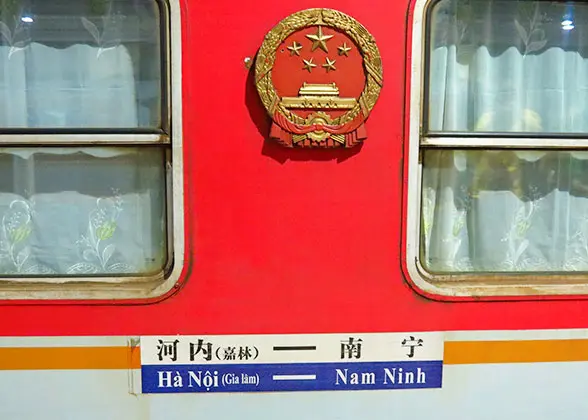 河内(嘉林) — 南 宁
Hà Nội (Gia lâm) — Nam Ninh